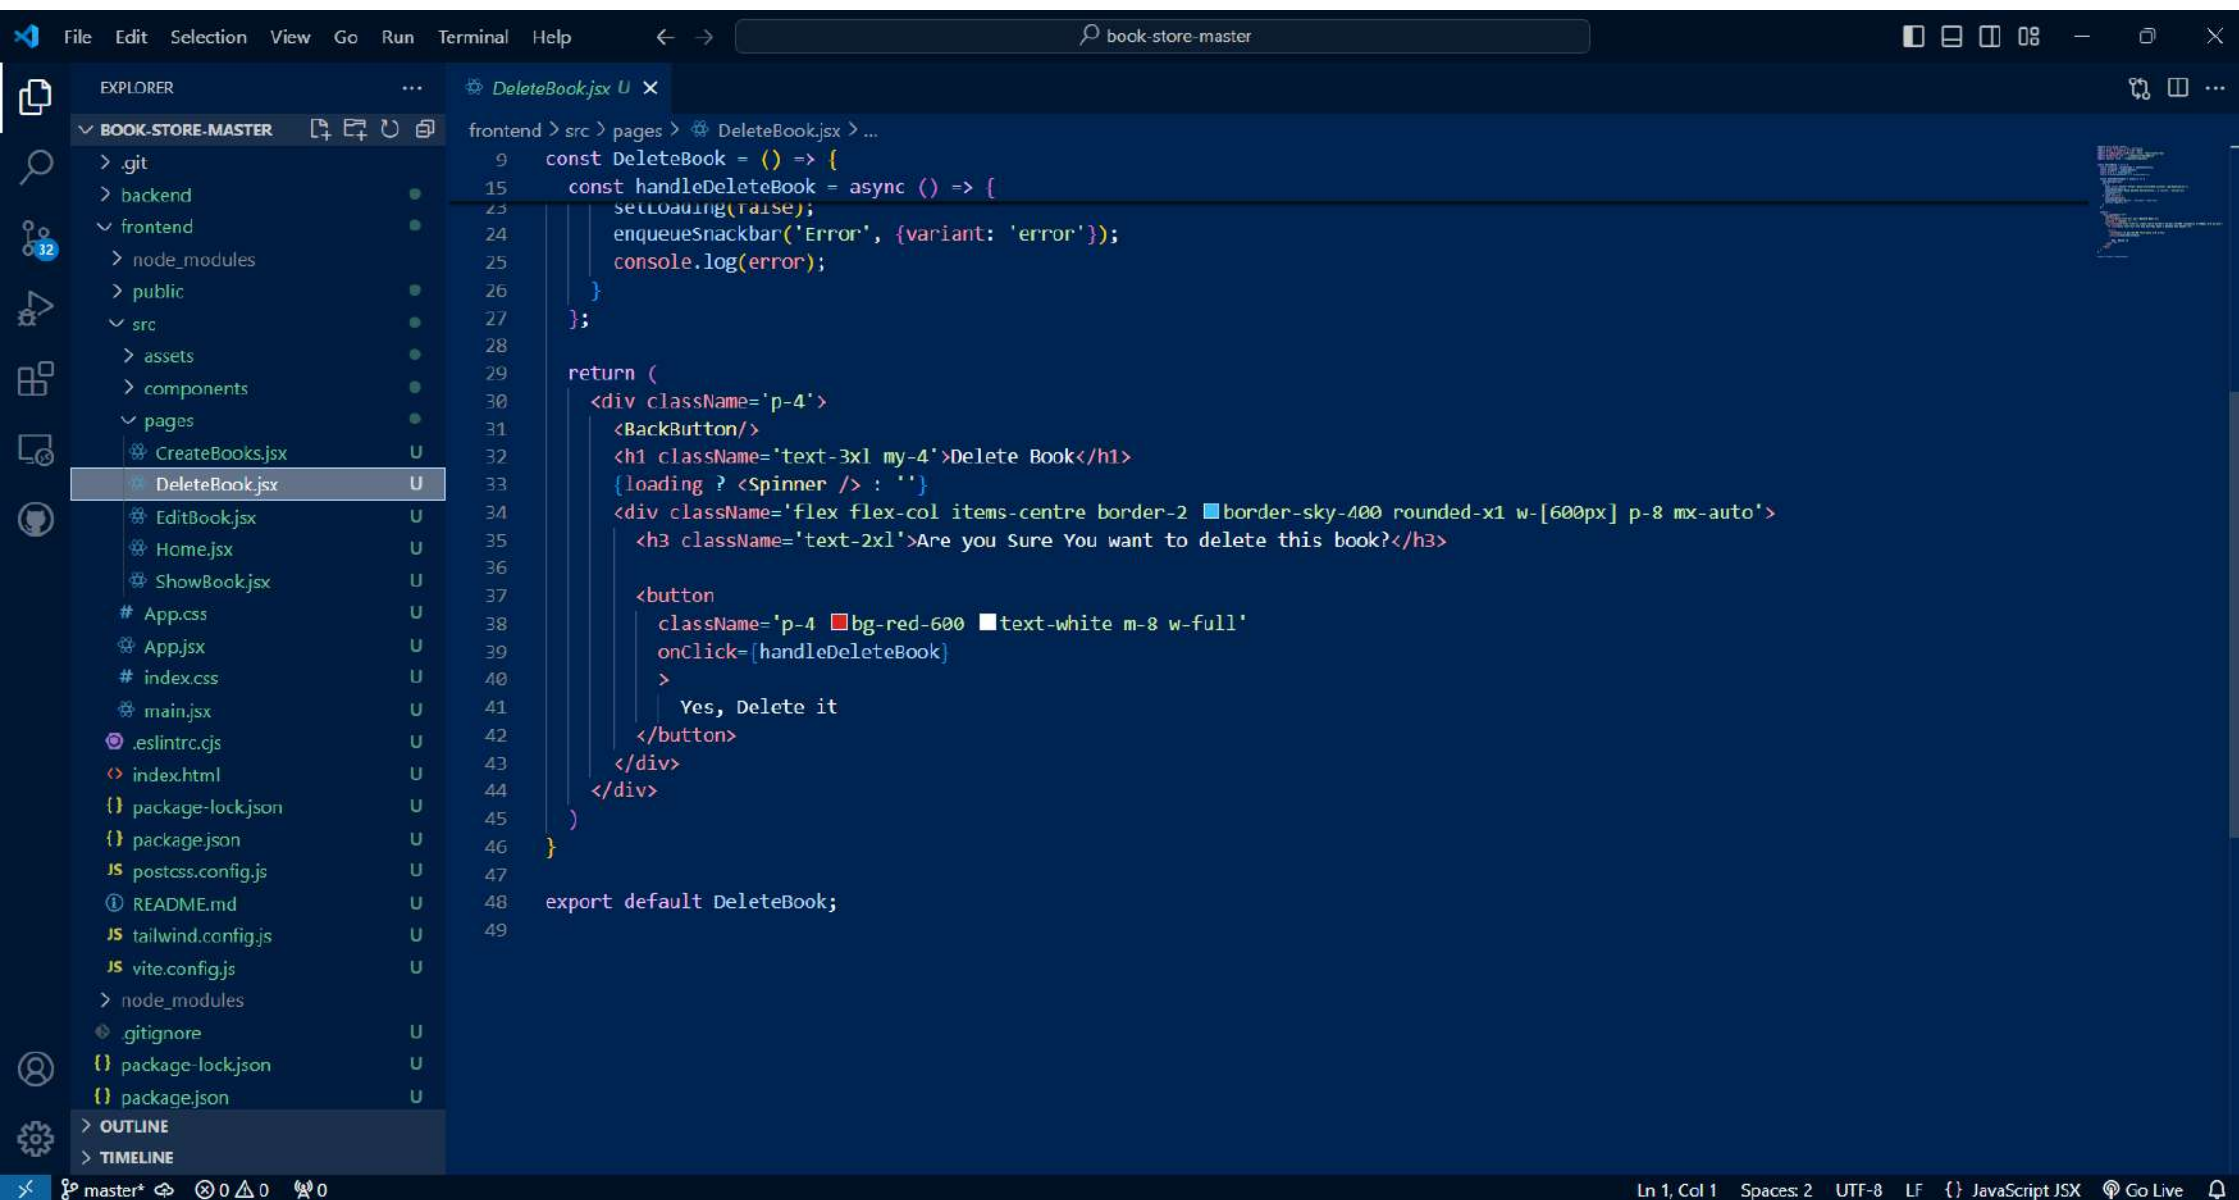 File Edit Selection View Go Run Terminal Help
book-store-master
EXPLORER
DeleteBook.jsx U
BOOK-STORE-MASTER
frontend > src > pages > DeleteBook.jsx > ...
.git
backend
frontend
node_modules
public
src
assets
components
pages
CreateBooks.jsx U
DeleteBook.jsx U
EditBook.jsx U
Home.jsx U
ShowBook.jsx U
App.css U
App.jsx U
index.css U
main.jsx U
.eslintrc.cjs U
index.html U
package-lock.json U
package.json U
postcss.config.js U
README.md U
tailwind.config.js U
vite.config.js U
node_modules
.gitignore U
package-lock.json U
package.json U
OUTLINE
TIMELINE
32
9 const DeleteBook = () => {
15 const handleDeleteBook = async () => {
23 setLoading(false);
24 enqueueSnackbar('Error', {variant: 'error'});
25 console.log(error);
26 }
27 };
28
29 return (
30 <div className='p-4'>
31 <BackButton/>
32 <h1 className='text-3xl my-4'>Delete Book</h1>
33 {loading ? <Spinner /> : ''}
34 <div className='flex flex-col items-centre border-2 border-sky-400 rounded-x1 w-[600px] p-8 mx-auto'>
35 <h3 className='text-2xl'>Are you Sure You want to delete this book?</h3>
36
37 <button
38 className='p-4 bg-red-600 text-white m-8 w-full'
39 onClick={handleDeleteBook}
40 >
41 Yes, Delete it
42 </button>
43 </div>
44 </div>
45 )
46 }
47
48 export default DeleteBook;
49
master* 0 0 0
Ln 1, Col 1 Spaces: 2 UTF-8 LF {} JavaScript JSX Go Live